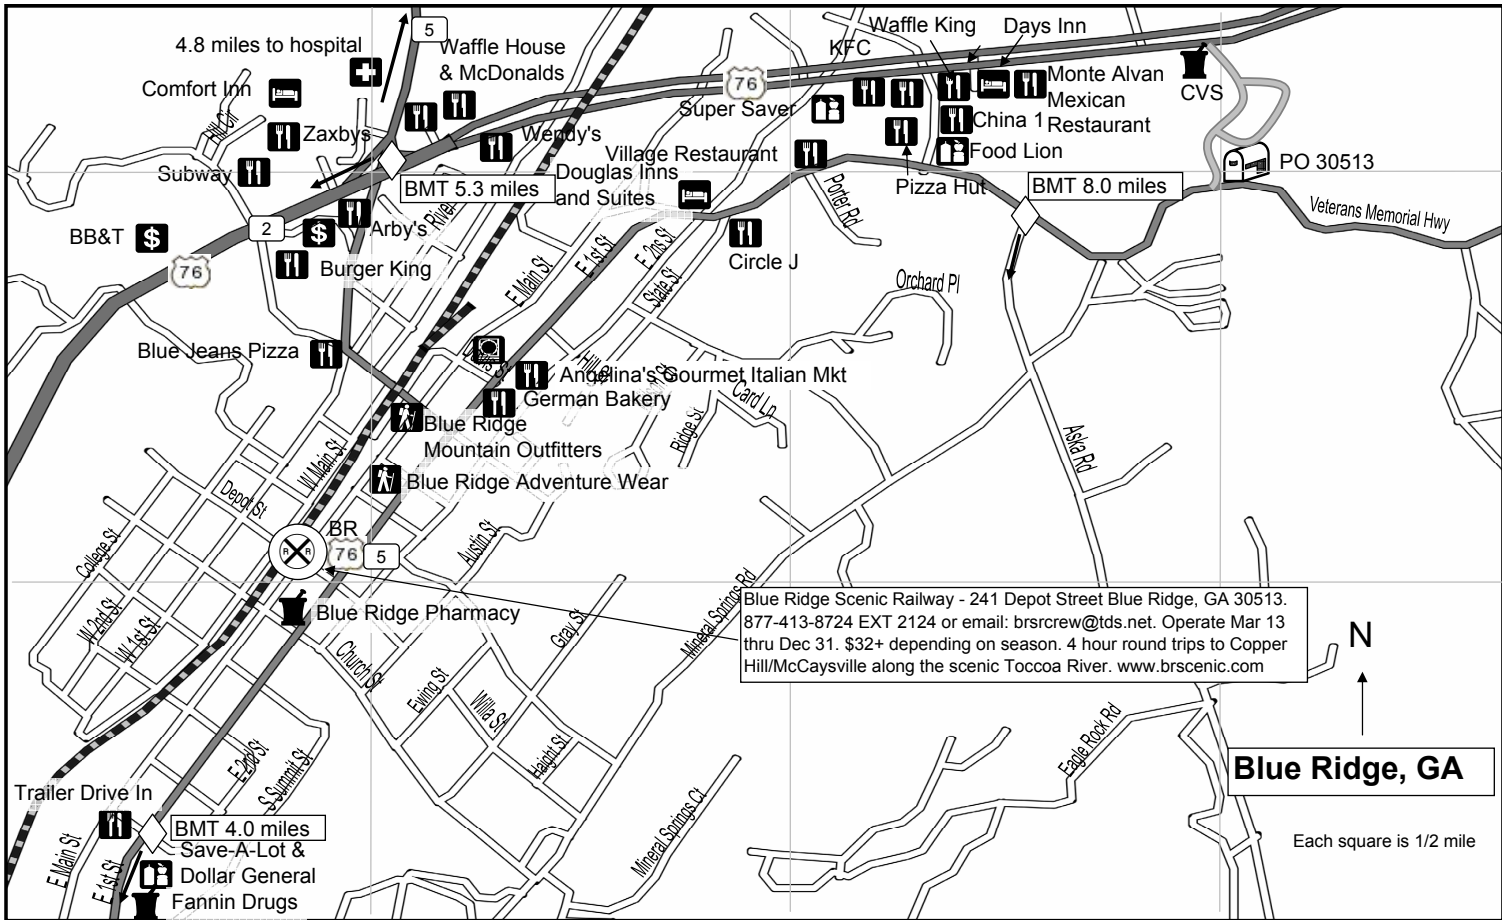 Waffle King
Days Inn
5
4.8 miles to hospital
Waffle House
& McDonalds
KFC
Comfort Inn
76
Super Saver
Monte Alvan
Mexican
Restaurant
CVS
Hill Cir
Zaxbys
Wendy's
China 1
Food Lion
Subway
Village Restaurant
PO 30513
Douglas Inns
and Suites
BMT 5.3 miles
Pizza Hut
BMT 8.0 miles
River
Porter Rd
Veterans Memorial Hwy
2
Arby's
BB&T
$
$
E Main St
E 1st St
E 2ns St
State St
Circle J
76
Burger King
Orchard Pl
Blue Jeans Pizza
Angelina's Gourmet Italian Mkt
German Bakery
Card Ln
Ridge St
Blue Ridge
Mountain Outfitters
Aska Rd
W Main St
Blue Ridge Adventure Wear
Depot St
BR
R R
76
5
Austin St
College St
Blue Ridge Pharmacy
Blue Ridge Scenic Railway - 241 Depot Street Blue Ridge, GA 30513.
877-413-8724 EXT 2124 or email: brsrcrew@tds.net. Operate Mar 13
thru Dec 31. $32+ depending on season. 4 hour round trips to Copper
Hill/McCaysville along the scenic Toccoa River. www.brscenic.com
Mineral Springs Rd
W 2nd St
W 1st St
Gray St
N
Church St
Ewing St
Willa St
Haight St
Eagle Rock Rd
E 2nd St
S Summit St
Blue Ridge, GA
Trailer Drive In
BMT 4.0 miles
Mineral Springs Ct
Each square is 1/2 mile
Save-A-Lot &
Dollar General
E Main St
E 1st St
Fannin Drugs